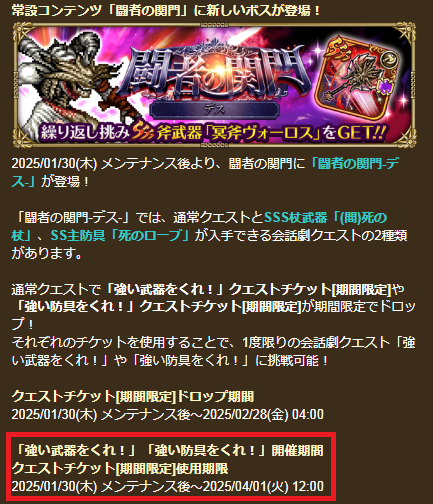 常設コンテンツ「闘者の関門」に新しいボスが登場！
闘者の関門
デス
SS
繰り返し挑みSS斧武器「冥斧ヴォーロス」をGET!!
2025/01/30(木) メンテナンス後より、闘者の関門に「闘者の関門-デ
ス-」が登場！
「闘者の関門-デス-」では、通常クエストとSSS杖武器「(闘)死の
杖」、SS主防具「死のローブ」が入手できる会話劇クエストの2種類
があります。
通常クエストで「強い武器をくれ！」クエストチケット[期間限定]や
「強い防具をくれ！」クエストチケット[期間限定]が期間限定でドロッ
プ！
それぞれのチケットを使用することで、1度限りの会話劇クエスト「強
い武器をくれ！」や「強い防具をくれ！」に挑戦可能！
クエストチケット[期間限定]ドロップ期間
2025/01/30(木) メンテナンス後～2025/02/28(金) 04:00
「強い武器をくれ！」「強い防具をくれ！」開催期間
クエストチケット[期間限定]使用期限
2025/01/30(木) メンテナンス後～2025/04/01(火) 12:00